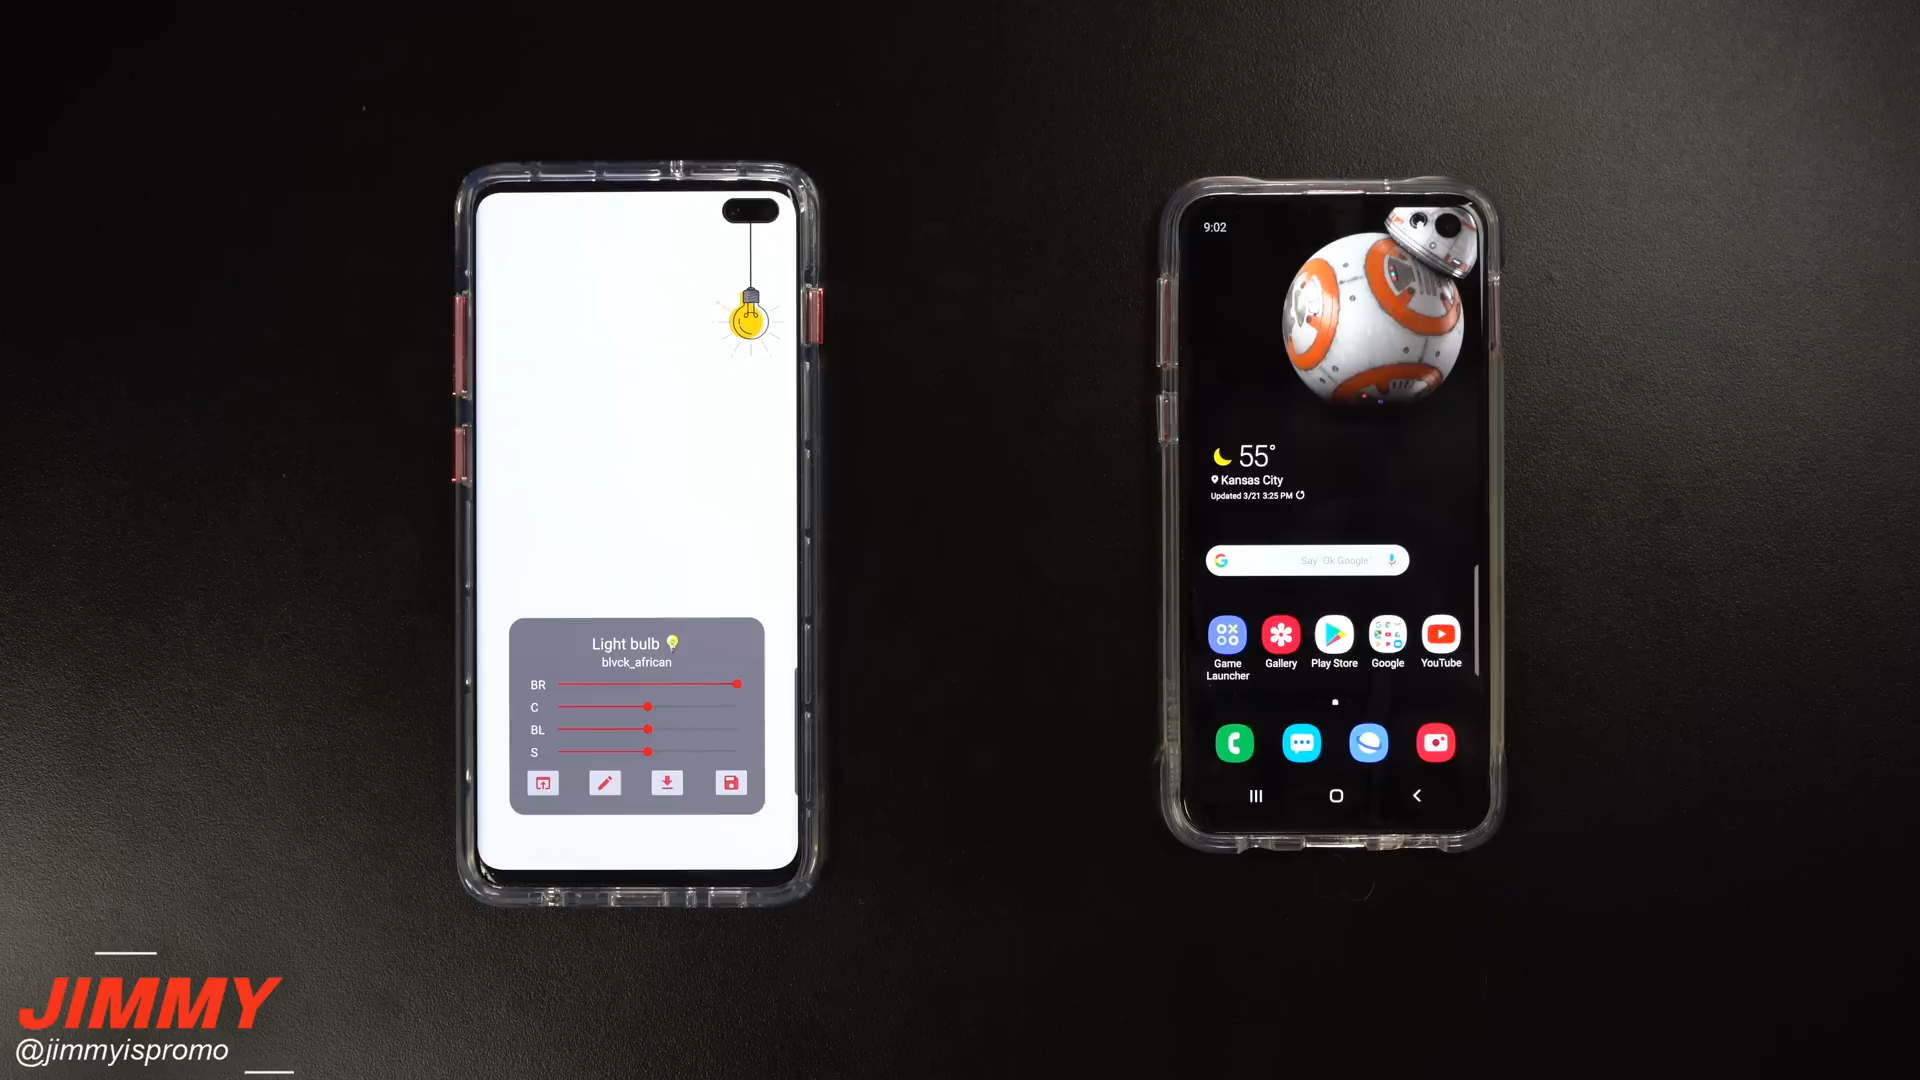 Light bulb 💡
blvck_african
BR
C
BL
S
9:02
55°
Kansas City
Updated 3/21 3:25 PM
G
Say "Ok Google"
Game Launcher
Gallery
Play Store
Google
YouTube
JIMMY
@jimmyispromo